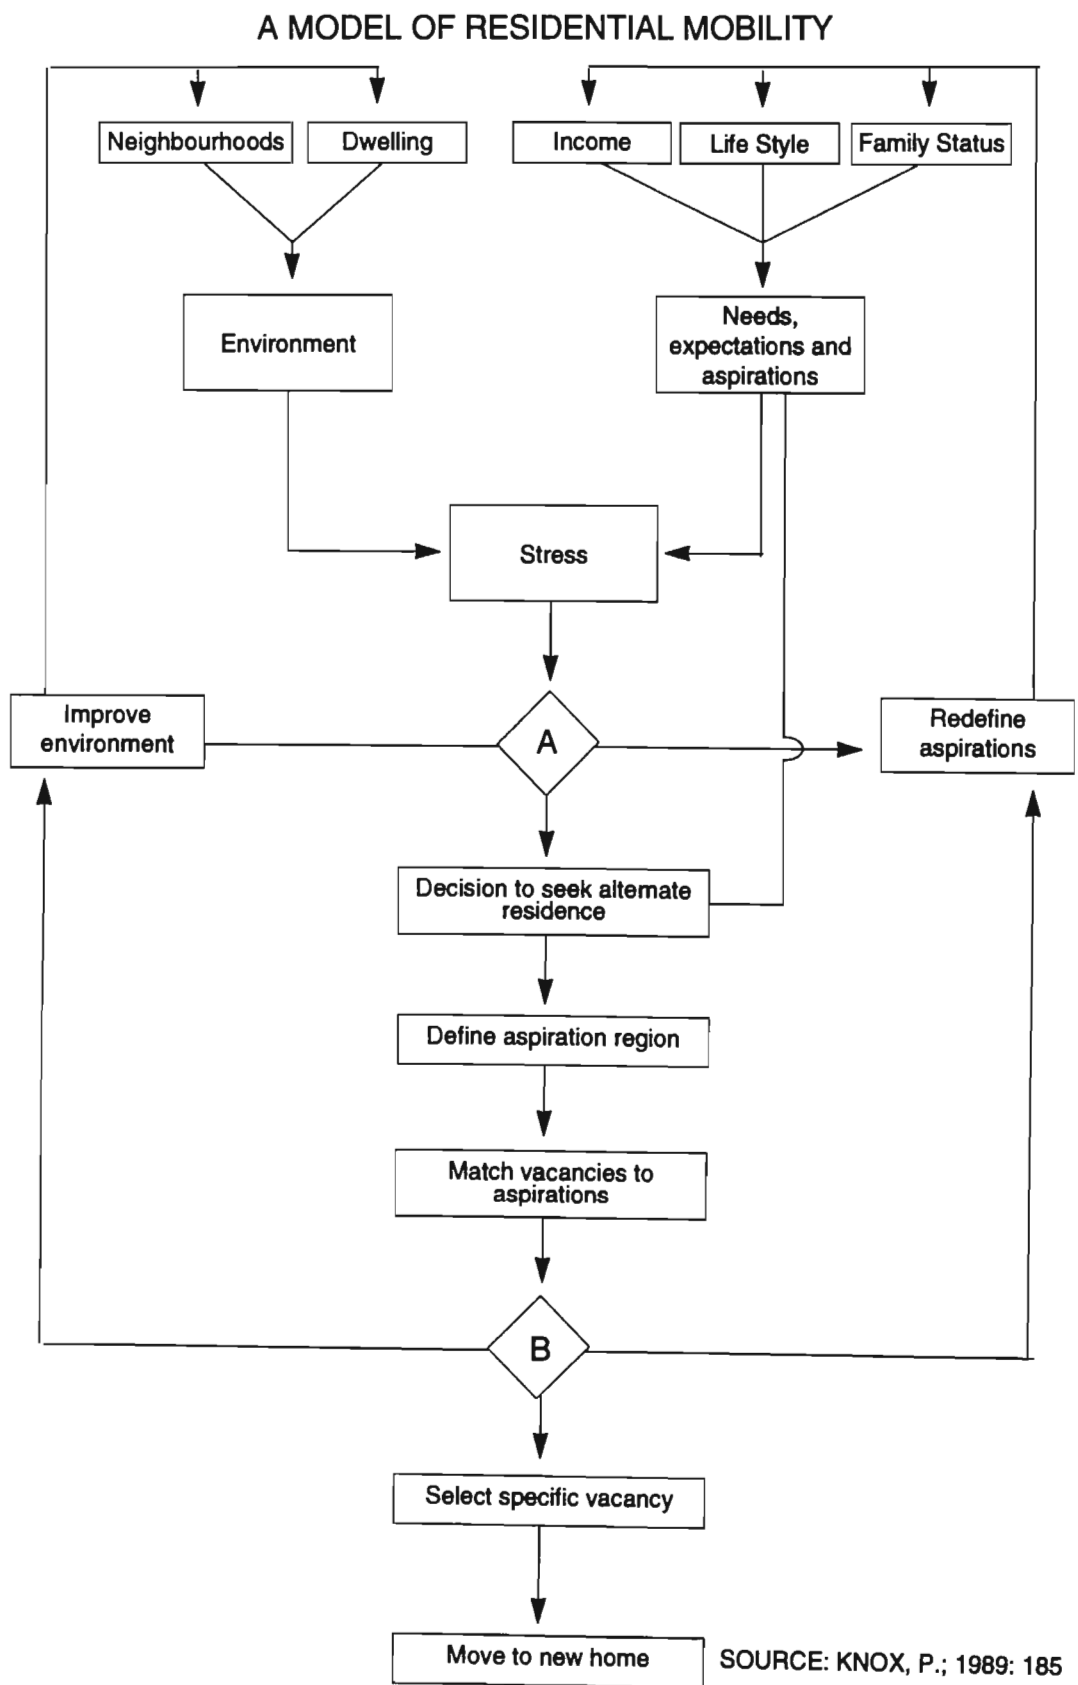 A MODEL OF RESIDENTIAL MOBILITY
Neighbourhoods
Dwelling
Income
Life Style
Family Status
Environment
Needs,
expectations and
aspirations
Stress
Improve
environment
A
Redefine
aspirations
Decision to seek alternate
residence
Define aspiration region
Match vacancies to
aspirations
B
Select specific vacancy
Move to new home
SOURCE: KNOX, P.; 1989: 185